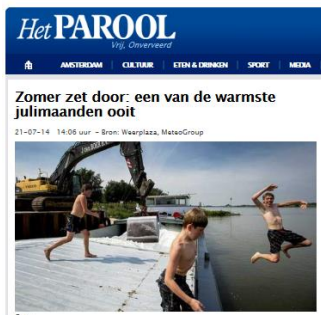 Het PAROOL
Vrij, Onverveerd
AMSTERDAM CULTUUR ETEN & DRINKEN SPORT MEDIA
Zomer zet door: een van de warmste
julimaanden ooit
21-07-14 14:06 uur - Bron: Weerplaza, MeteoGroup